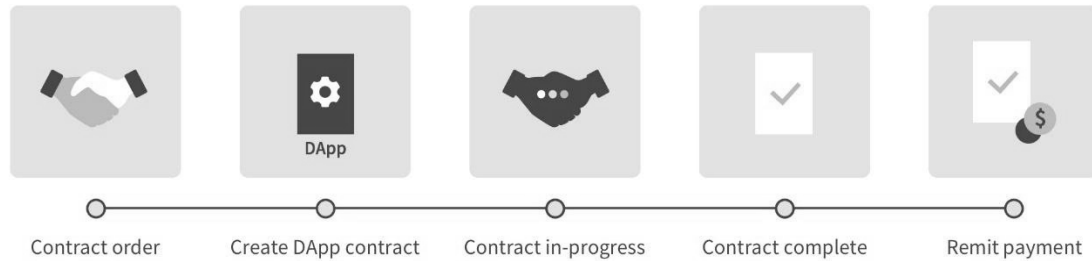 DApp
$
Contract order
Create DApp contract
Contract in-progress
Contract complete
Remit payment